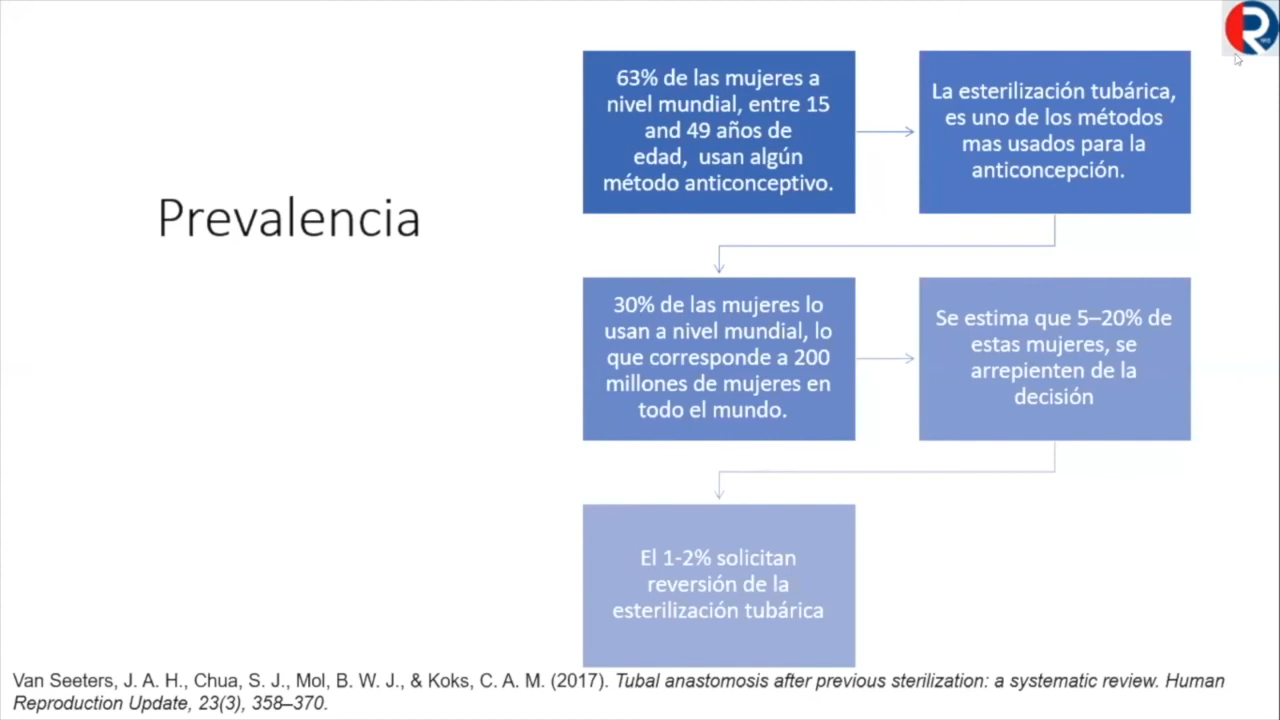 Prevalencia
63% de las mujeres a
nivel mundial, entre 15
and 49 años de
edad, usan algún
método anticonceptivo.
La esterilización tubárica,
es uno de los métodos
mas usados para la
anticoncepción.
30% de las mujeres lo
usan a nivel mundial, lo
que corresponde a 200
millones de mujeres en
todo el mundo.
Se estima que 5–20% de
estas mujeres, se
arrepienten de la
decisión
El 1-2% solicitan
reversión de la
esterilización tubárica
Van Seeters, J. A. H., Chua, S. J., Mol, B. W. J., & Koks, C. A. M. (2017). Tubal anastomosis after previous sterilization: a systematic review. Human
Reproduction Update, 23(3), 358–370.